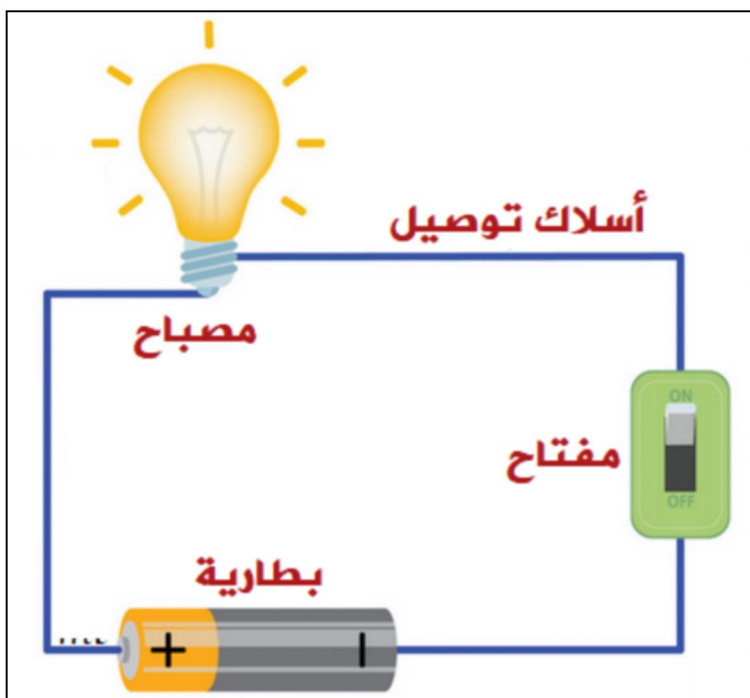 أسلاك توصيل
مصباح
ON
مفتاح
OFF
بطارية
+
-